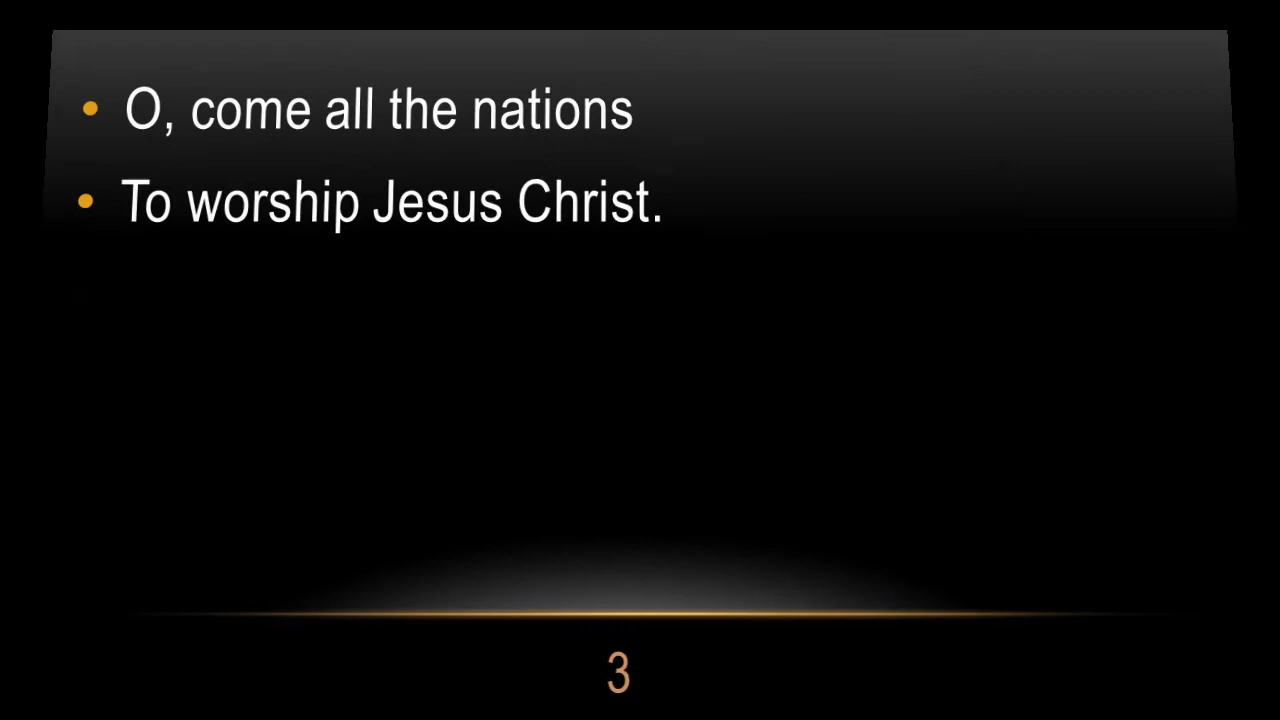 • O, come all the nations
• To worship Jesus Christ.
3